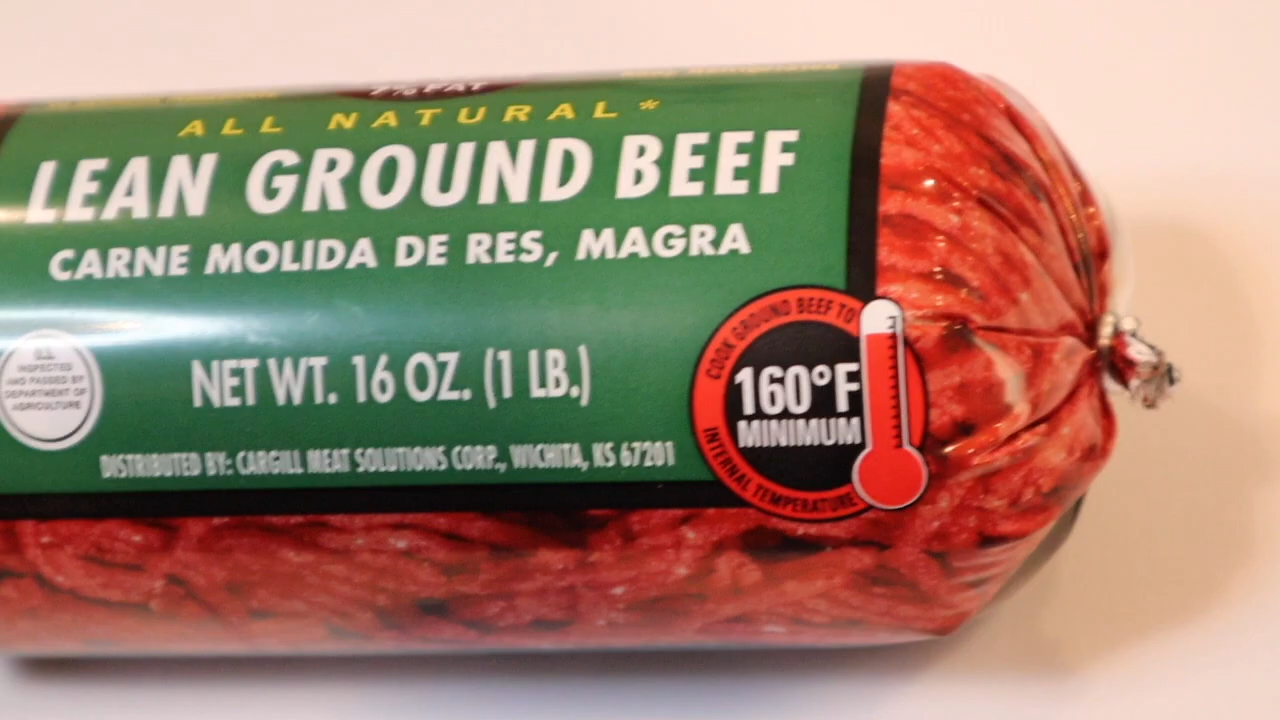 7% FAT
ALL NATURAL*
LEAN GROUND BEEF
CARNE MOLIDA DE RES, MAGRA
NET WT. 16 OZ. (1 LB.)
DISTRIBUTED BY: CARGILL MEAT SOLUTIONS CORP., WICHITA, KS 67201
INSPECTED
AND PASSED BY
DEPARTMENT OF
AGRICULTURE
COOK GROUND BEEF TO
160°F
MINIMUM
INTERNAL TEMPERATURE